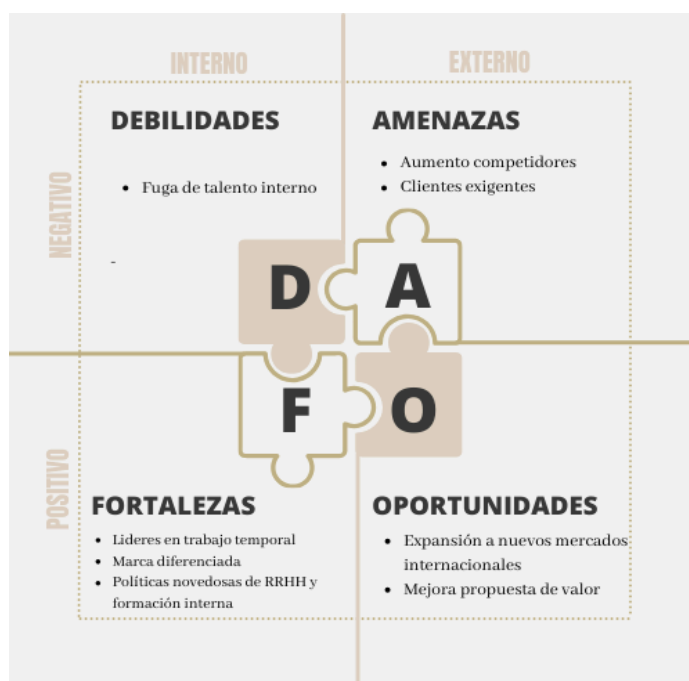 INTERNO
EXTERNO
NEGATIVO
POSITIVO
DEBILIDADES
• Fuga de talento interno
-
AMENAZAS
• Aumento competidores
• Clientes exigentes
D
A
F
O
FORTALEZAS
• Lideres en trabajo temporal
• Marca diferenciada
• Políticas novedosas de RRHH y
formación interna
OPORTUNIDADES
• Expansión a nuevos mercados
internacionales
• Mejora propuesta de valor